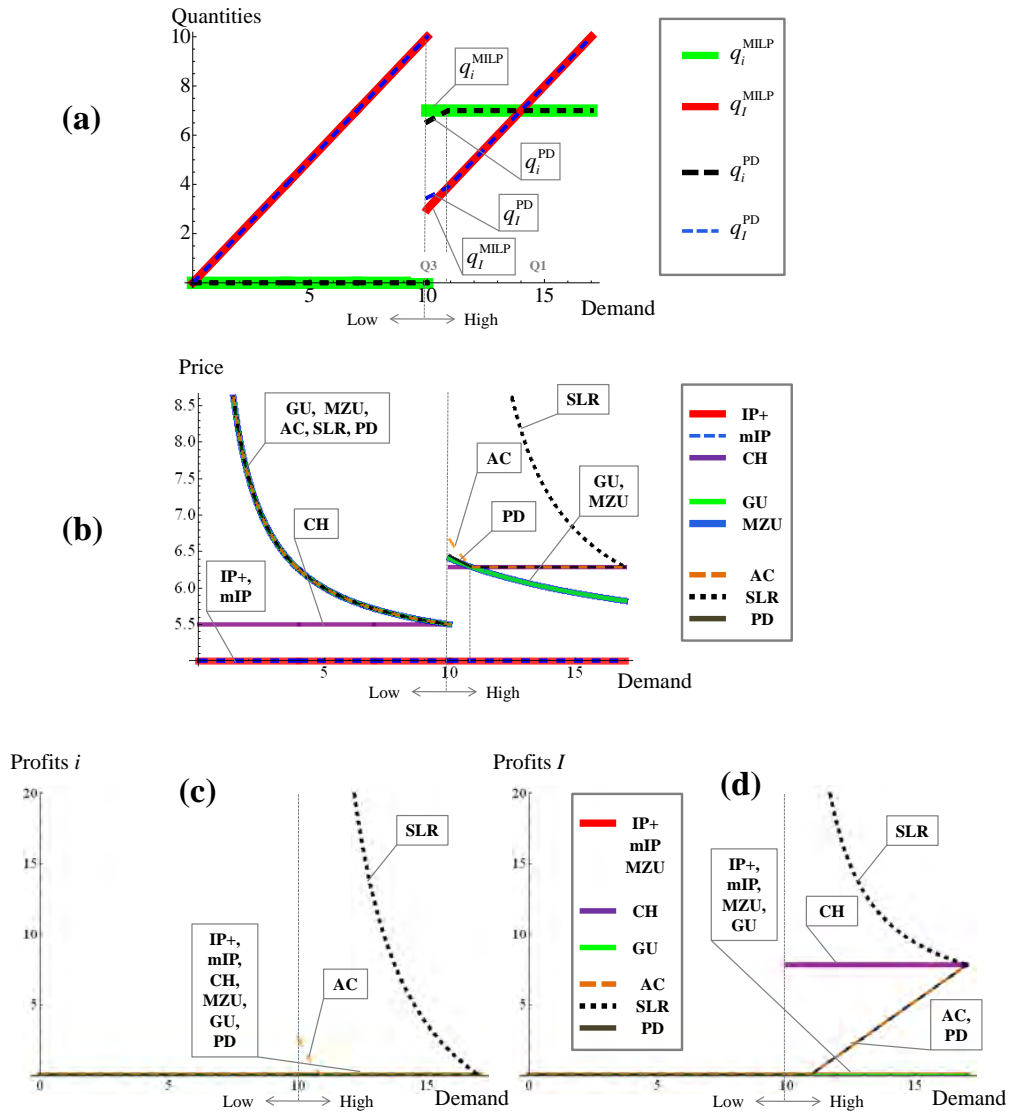 Quantities
10
8
6
4
2
5
10
15
Demand
Q3
Q1
Low
High
(a)
q_i^MILP
q_i^PD
q_I^PD
q_I^MILP
q_i^MILP
q_I^MILP
q_i^PD
q_I^PD
Price
8.5
8.0
7.5
7.0
6.5
6.0
5.5
5
10
15
Demand
Low
High
(b)
GU, MZU,
AC, SLR, PD
CH
IP+,
mIP
SLR
AC
GU,
MZU
PD
IP+
mIP
CH
GU
MZU
AC
SLR
PD
Profits i
(c)
20
15
10
5
0
5
10
15
Demand
Low
High
SLR
IP+,
mIP,
CH,
MZU,
GU,
PD
AC
Profits I
(d)
20
15
10
5
0
5
10
15
Demand
Low
High
IP+
mIP
MZU
CH
GU
AC
SLR
PD
IP+,
mIP,
MZU,
GU
SLR
CH
AC,
PD